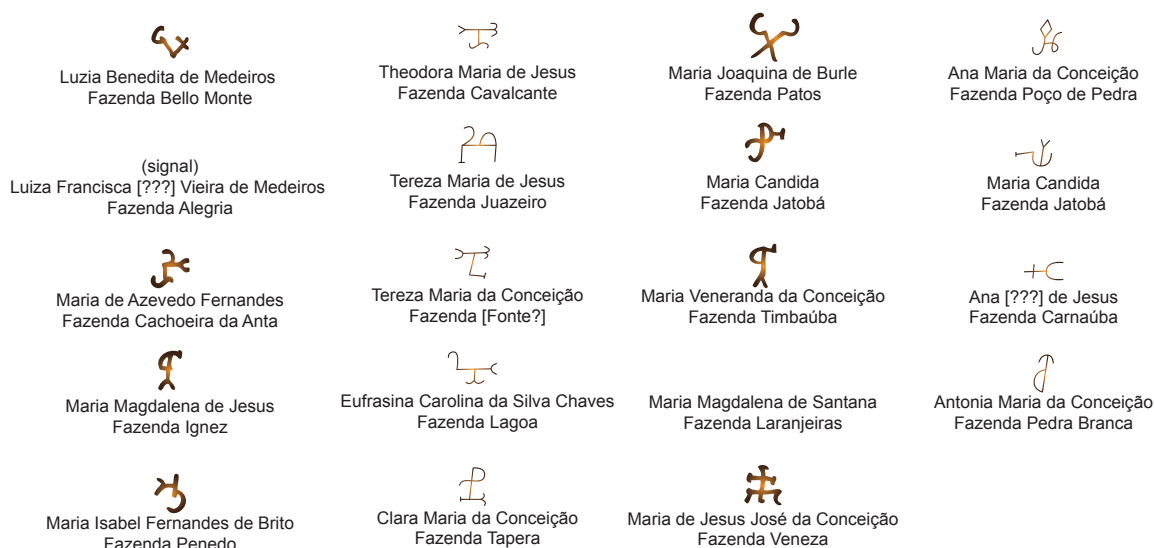 Luzia Benedita de Medeiros
Fazenda Bello Monte
Theodora Maria de Jesus
Fazenda Cavalcante
Maria Joaquina de Burle
Fazenda Patos
Ana Maria da Conceição
Fazenda Poço de Pedra
(signal)
Luiza Francisca [???] Vieira de Medeiros
Fazenda Alegria
Tereza Maria de Jesus
Fazenda Juazeiro
Maria Candida
Fazenda Jatobá
Maria Candida
Fazenda Jatobá
Maria de Azevedo Fernandes
Fazenda Cachoeira da Anta
Tereza Maria da Conceição
Fazenda [Fonte?]
Maria Veneranda da Conceição
Fazenda Timbaúba
Ana [???] de Jesus
Fazenda Carnaúba
Maria Magdalena de Jesus
Fazenda Ignez
Eufrasina Carolina da Silva Chaves
Fazenda Lagoa
Maria Magdalena de Santana
Fazenda Laranjeiras
Antonia Maria da Conceição
Fazenda Pedra Branca
Maria Isabel Fernandes de Brito
Fazenda Penedo
Clara Maria da Conceição
Fazenda Tapera
Maria de Jesus José da Conceição
Fazenda Veneza